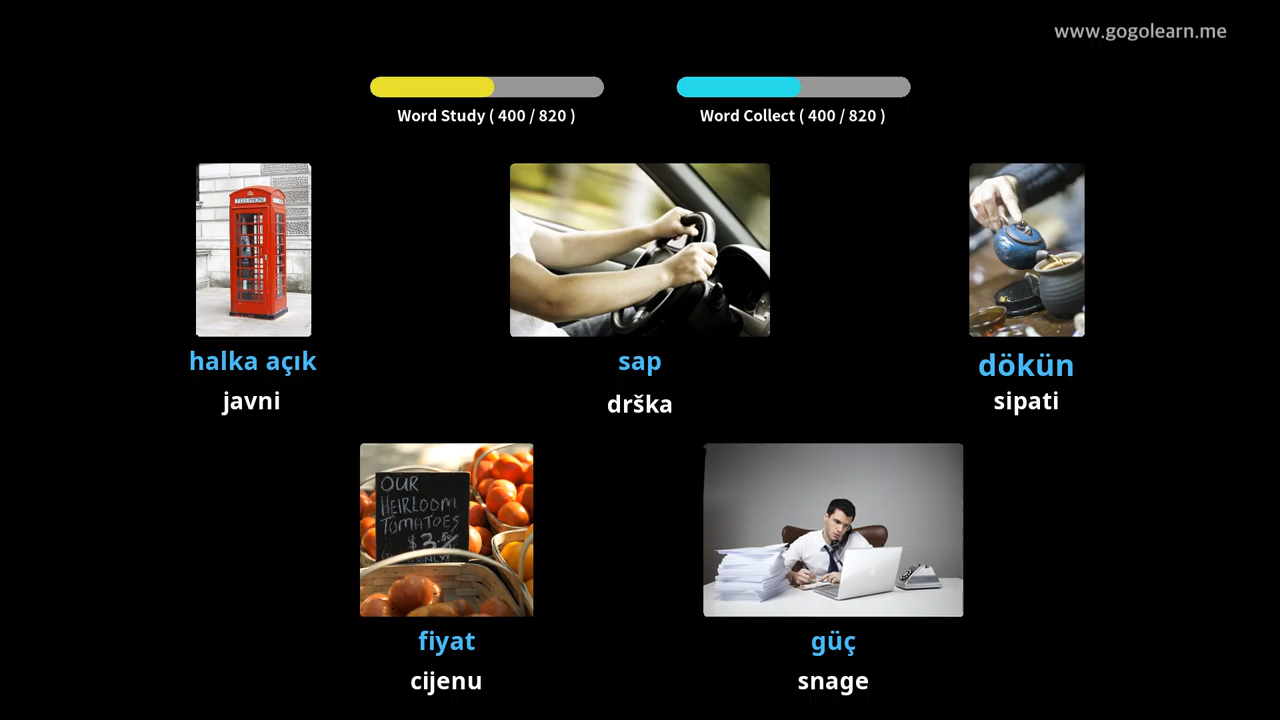 www.gogolearn.me
Word Study ( 400 / 820 )
Word Collect ( 400 / 820 )
TELEPHONE
halka açık
javni
sap
drška
dökün
sipati
OUR
HEIRLOOM
TOMATOES
fiyat
cijenu
güç
snage